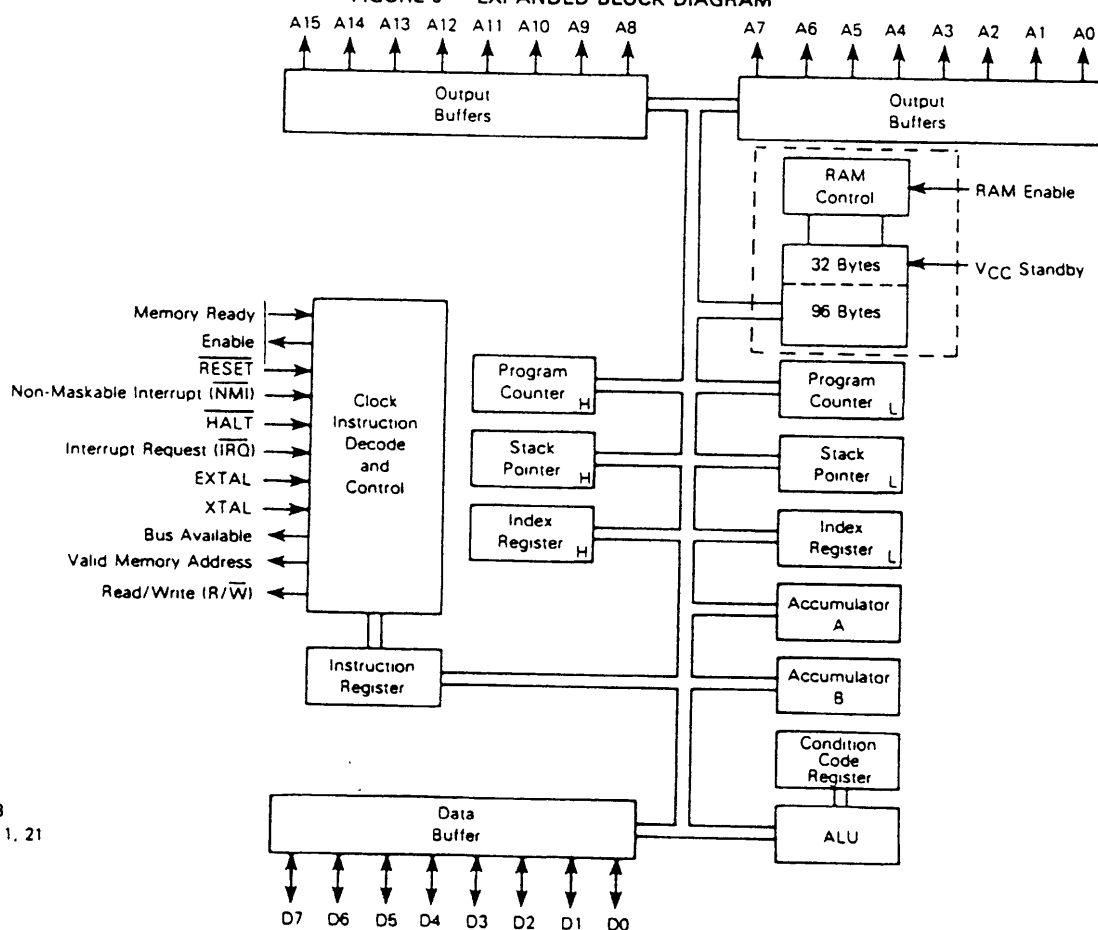 EXPANDED BLOCK DIAGRAM
A15 A14 A13 A12 A11 A10 A9 A8 A7 A6 A5 A4 A3 A2 A1 A0
Output
Buffers
Output
Buffers
RAM
Control
RAM Enable
32 Bytes
VCC Standby
96 Bytes
Memory Ready
Enable
RESET
Non-Maskable Interrupt (NMI)
HALT
Interrupt Request (IRQ)
EXTAL
XTAL
Bus Available
Valid Memory Address
Read/Write (R/W)
Clock
Instruction
Decode
and
Control
Program
Counter H
Program
Counter L
Stack
Pointer H
Stack
Pointer L
Index
Register H
Index
Register L
Accumulator
A
Instruction
Register
Accumulator
B
Condition
Code
Register
Data
Buffer
ALU
1, 21
D7 D6 D5 D4 D3 D2 D1 D0